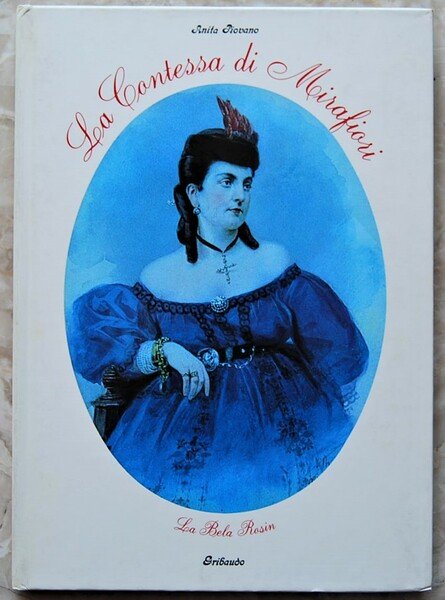 Anita Piovano
La Contessa di Mirafiori
La Bela Rosin
Gribaudo